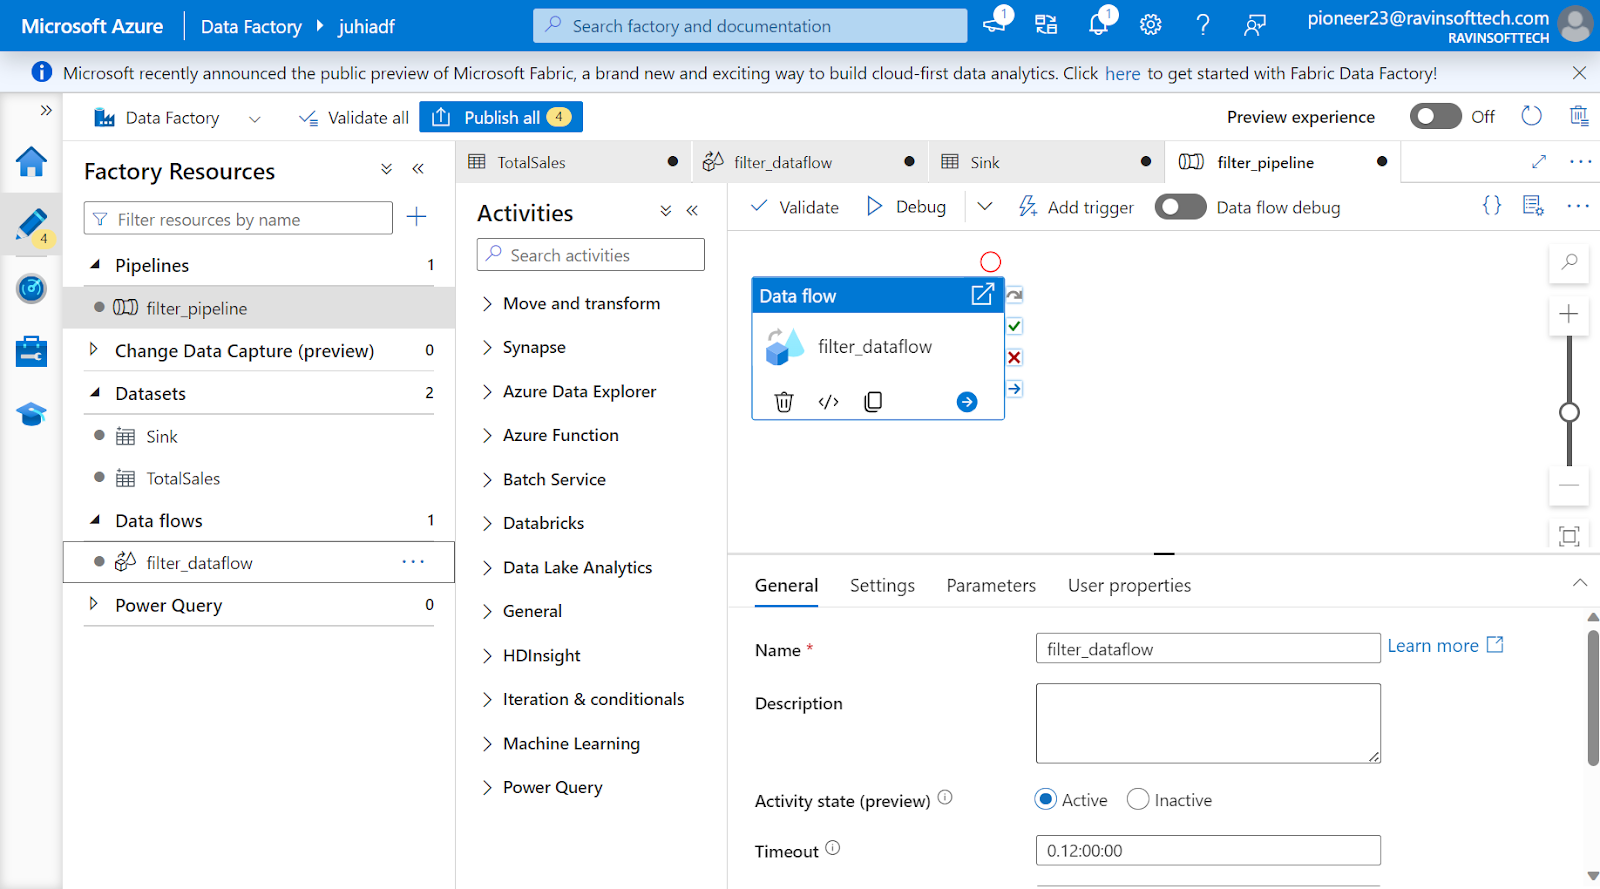 Microsoft Azure
Data Factory
juhiadf
Search factory and documentation
1
1
pioneer23@ravinsofttech.com
RAVINSOFTTECH
Microsoft recently announced the public preview of Microsoft Fabric, a brand new and exciting way to build cloud-first data analytics. Click here to get started with Fabric Data Factory!
Data Factory
Validate all
Publish all 4
Preview experience
Off
4
Factory Resources
Filter resources by name
Pipelines 1
filter_pipeline
Change Data Capture (preview) 0
Datasets 2
Sink
TotalSales
Data flows 1
filter_dataflow
Power Query 0
TotalSales
filter_dataflow
Sink
filter_pipeline
Activities
Search activities
Move and transform
Synapse
Azure Data Explorer
Azure Function
Batch Service
Databricks
Data Lake Analytics
General
HDInsight
Iteration & conditionals
Machine Learning
Power Query
Validate
Debug
Add trigger
Data flow debug
Data flow
filter_dataflow
General
Settings
Parameters
User properties
Name *
filter_dataflow
Learn more
Description
Activity state (preview)
Active
Inactive
Timeout
0.12:00:00